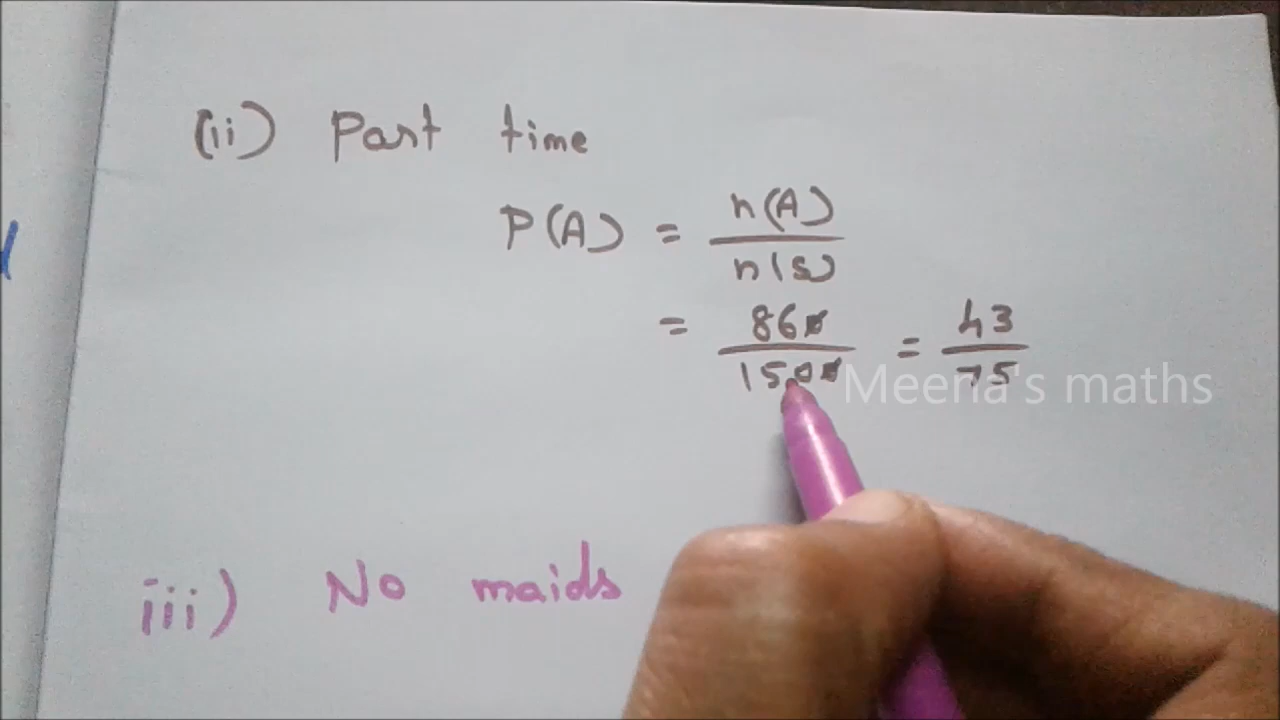 (ii) Part time
P(A) = n(A) / n(S)
= 860 / 1500 = 43 / 75
Meena's maths
iii) No maids